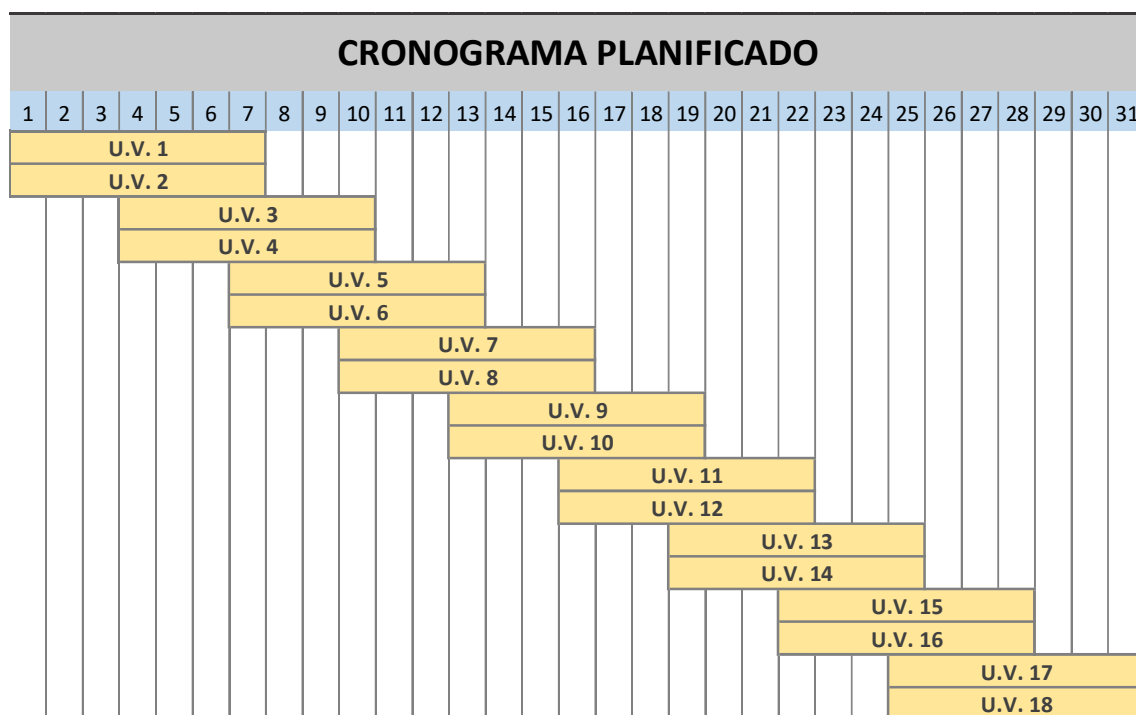 CRONOGRAMA PLANIFICADO
1 2 3 4 5 6 7 8 9 10 11 12 13 14 15 16 17 18 19 20 21 22 23 24 25 26 27 28 29 30 31
U.V. 1
U.V. 2
U.V. 3
U.V. 4
U.V. 5
U.V. 6
U.V. 7
U.V. 8
U.V. 9
U.V. 10
U.V. 11
U.V. 12
U.V. 13
U.V. 14
U.V. 15
U.V. 16
U.V. 17
U.V. 18